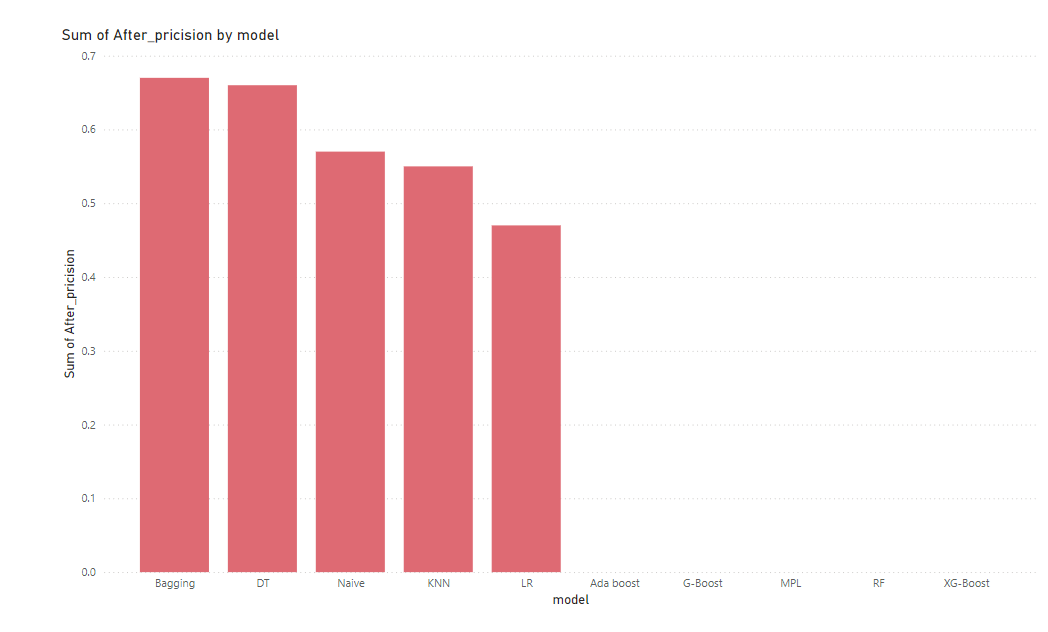 Sum of After_pricision by model
Sum of After_pricision
0.7
0.6
0.5
0.4
0.3
0.2
0.1
0.0
Bagging DT Naive KNN LR Ada boost G-Boost MPL RF XG-Boost
model